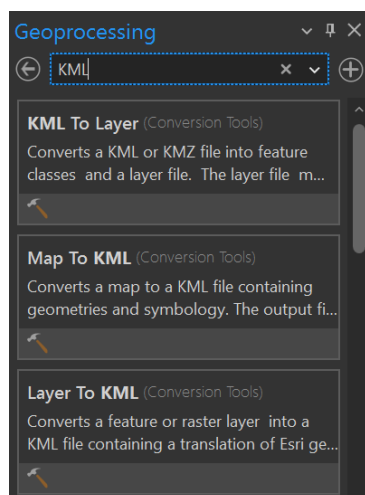 Geoprocessing
KML
KML To Layer (Conversion Tools)
Converts a KML or KMZ file into feature
classes and a layer file. The layer file m...
Map To KML (Conversion Tools)
Converts a map to a KML file containing
geometries and symbology. The output fi...
Layer To KML (Conversion Tools)
Converts a feature or raster layer into a
KML file containing a translation of Esri ge...